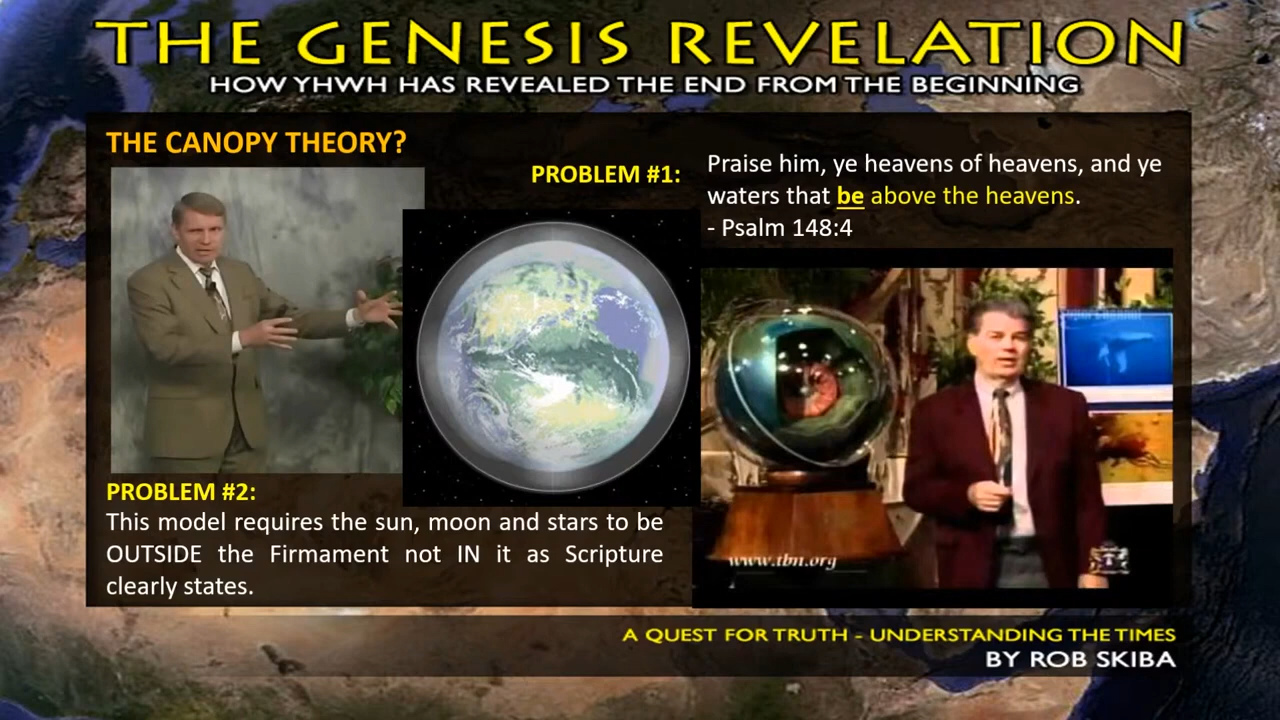 THE GENESIS REVELATION
HOW YHWH HAS REVEALED THE END FROM THE BEGINNING
THE CANOPY THEORY?
PROBLEM #1:
Praise him, ye heavens of heavens, and ye
waters that be above the heavens.
- Psalm 148:4
PROBLEM #2:
This model requires the sun, moon and stars to be
OUTSIDE the Firmament not IN it as Scripture
clearly states.
www.tbn.org
A QUEST FOR TRUTH - UNDERSTANDING THE TIMES
BY ROB SKIBA